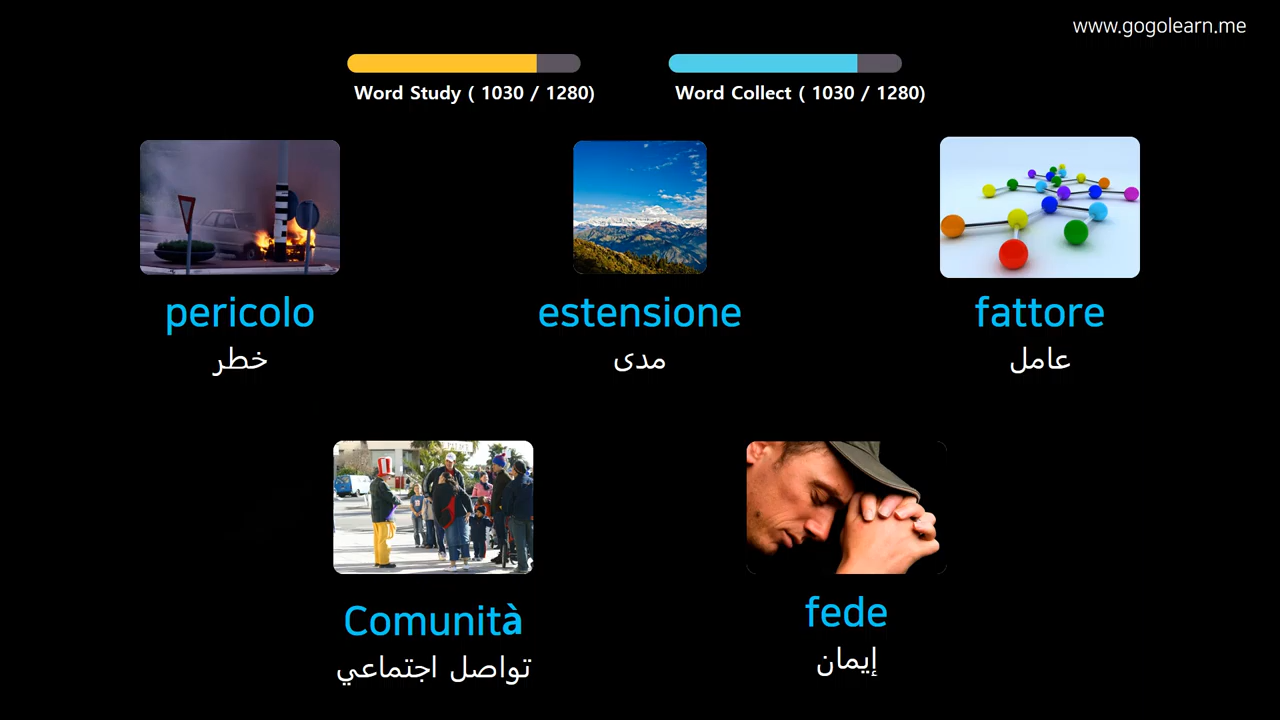 www.gogolearn.me
Word Study ( 1030 / 1280)
Word Collect ( 1030 / 1280)
pericolo
خطر
estensione
مدى
fattore
عامل
Comunità
تواصل اجتماعي
fede
إيمان